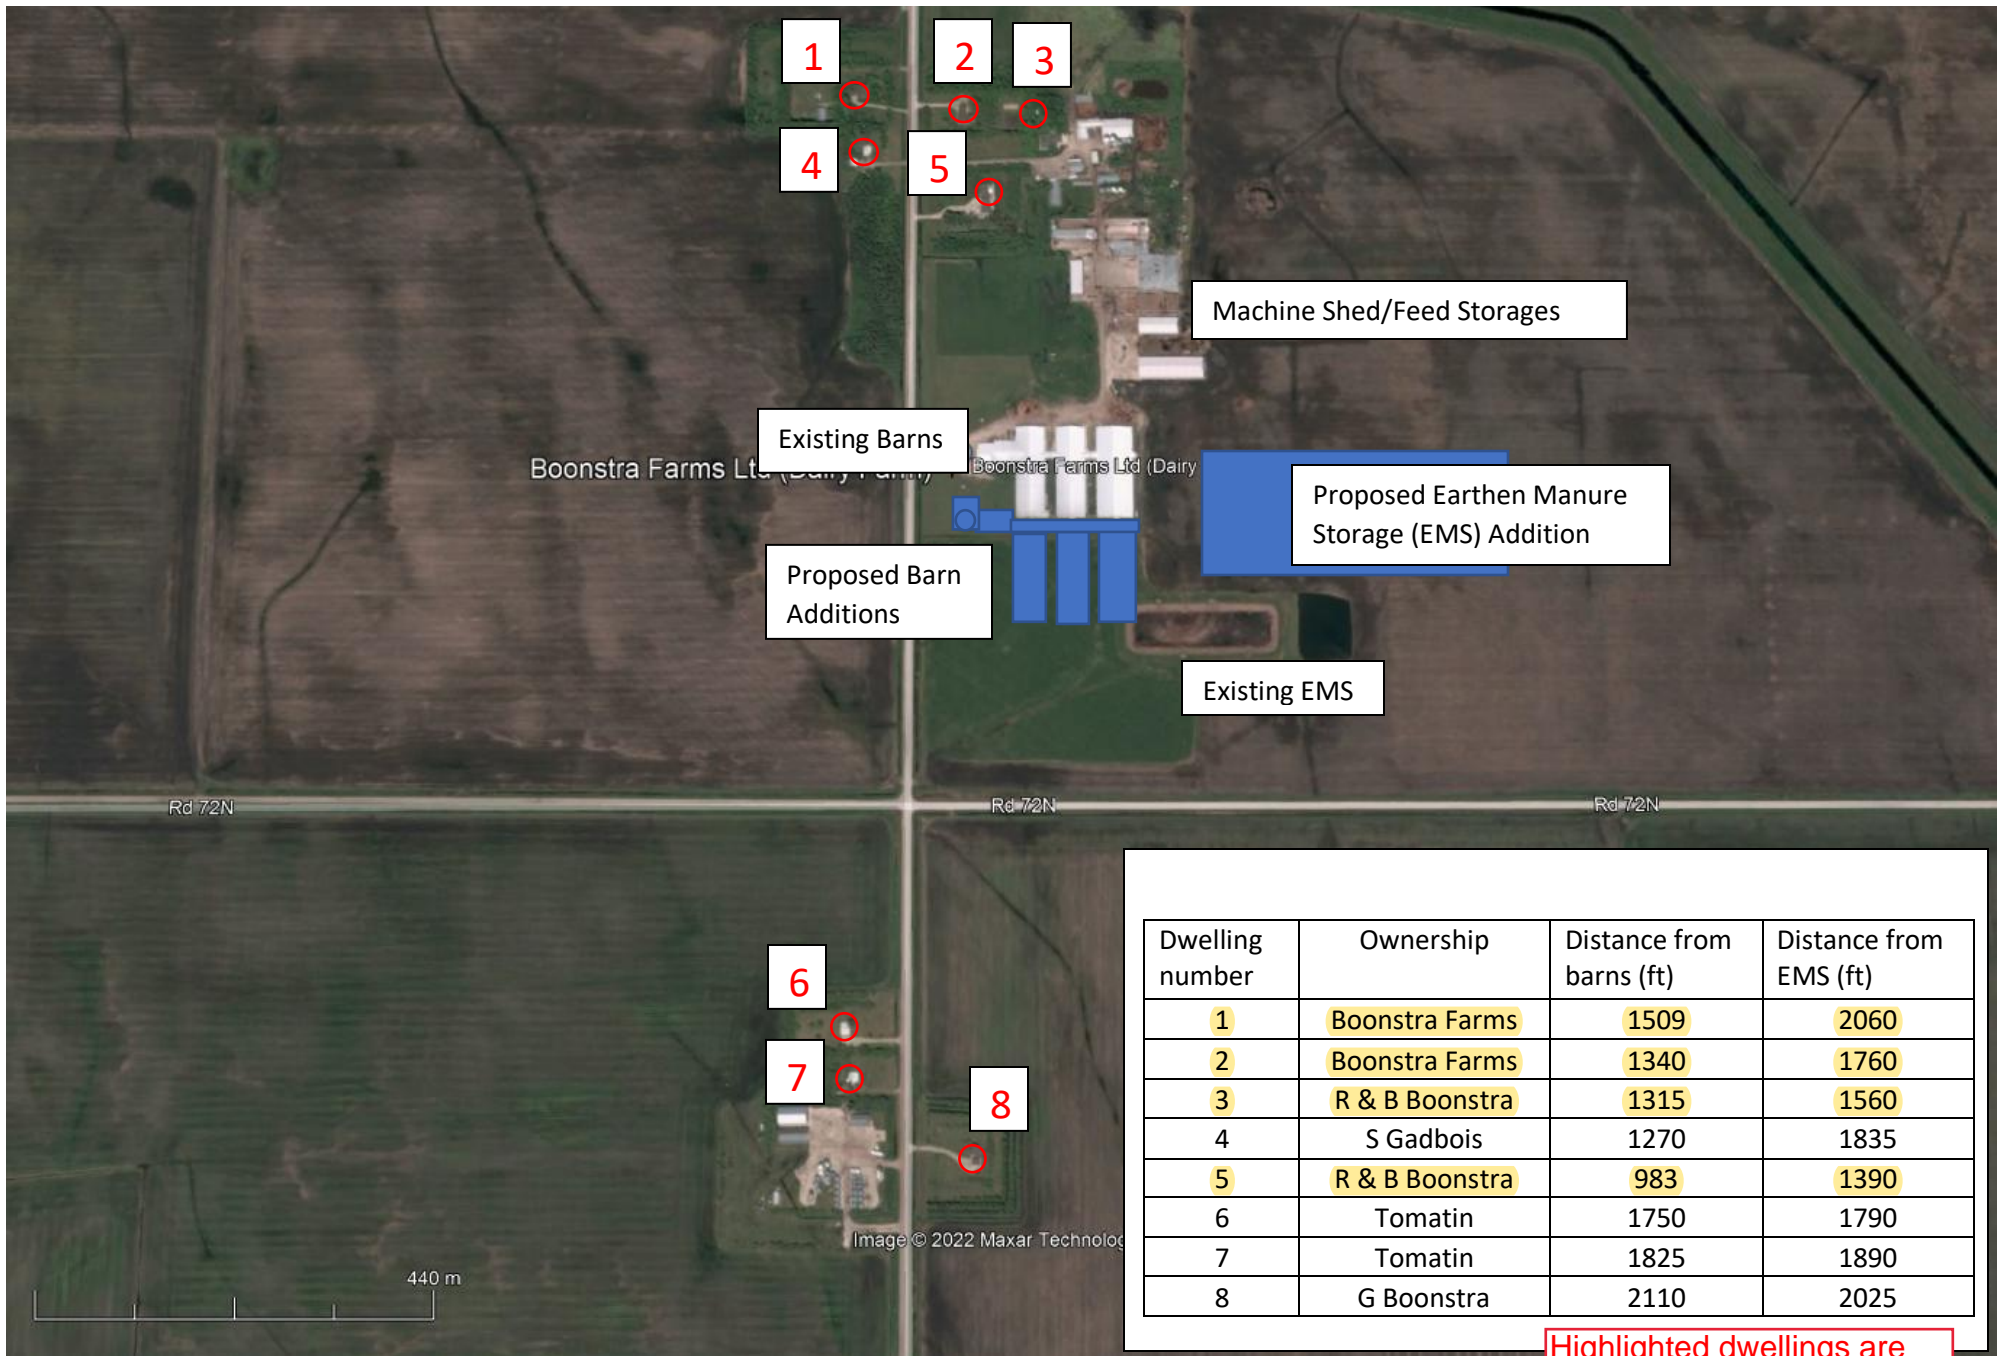 1
2
3
4
5
Machine Shed/Feed Storages
Existing Barns
Boonstra Farms Ltd (Dairy Farm)
Boonstra Farms Ltd (Dairy
Proposed Earthen Manure
Storage (EMS) Addition
Proposed Barn
Additions
Existing EMS
Rd 72N
Rd 72N
Rd 72N
6
7
8
Image © 2022 Maxar Technolog
440 m
Dwelling number Ownership Distance from barns (ft) Distance from EMS (ft)
1 Boonstra Farms 1509 2060
2 Boonstra Farms 1340 1760
3 R & B Boonstra 1315 1560
4 S Gadbois 1270 1835
5 R & B Boonstra 983 1390
6 Tomatin 1750 1790
7 Tomatin 1825 1890
8 G Boonstra 2110 2025
Highlighted dwellings are